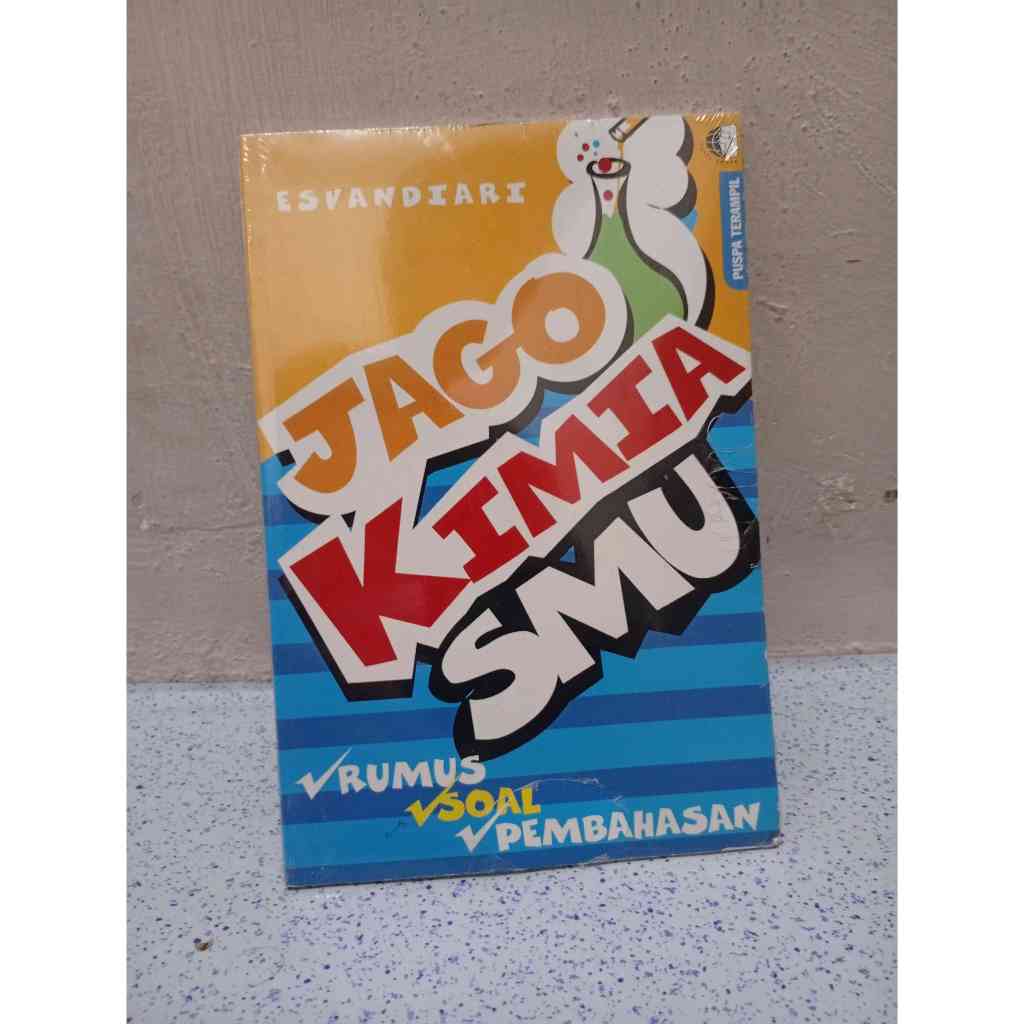 ESVANDIARI
PUSPA TERAMPIL
JAGO
KIMIA
SMU
RUMUS
SOAL
PEMBAHASAN